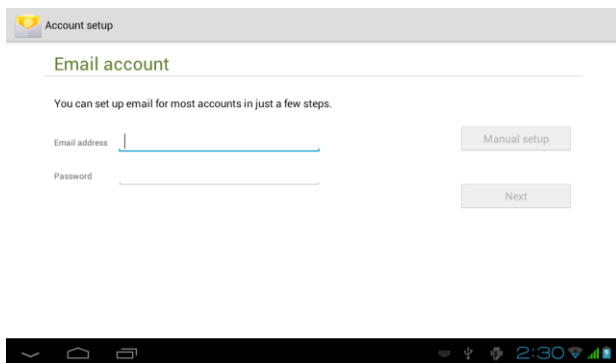 Account setup
Email account
You can set up email for most accounts in just a few steps.
Email address
Manual setup
Password
Next
2:30